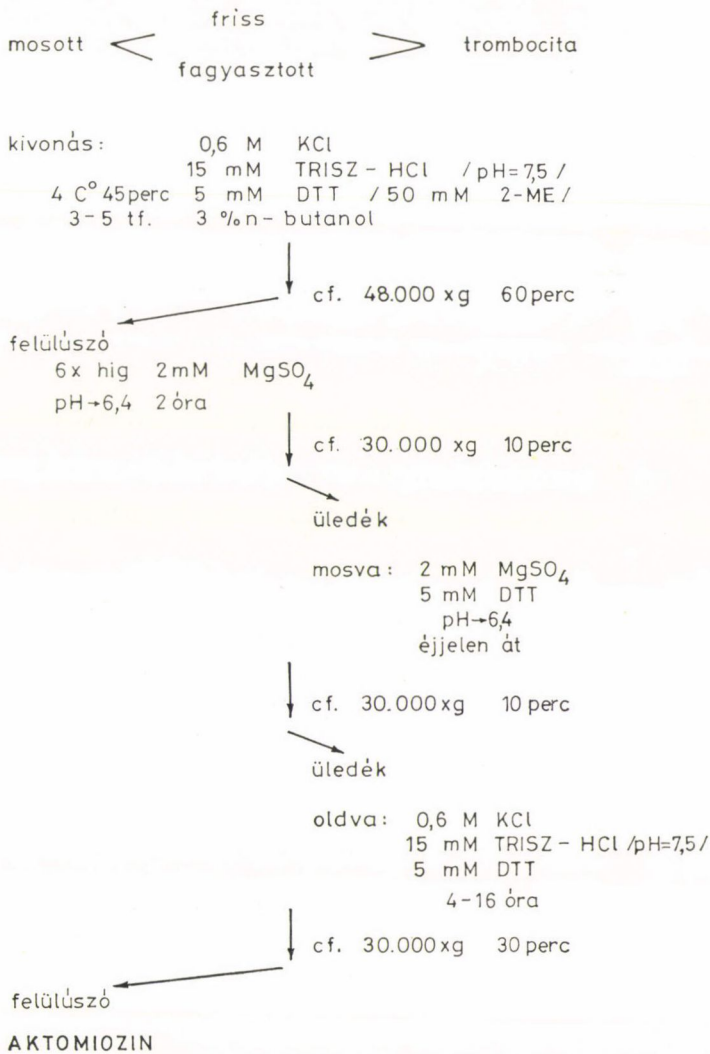 friss
mosott < > trombocita
fagyasztott
kivonás: 0,6 M KCl
15 mM TRISZ - HCl /pH=7,5/
4 C° 45perc 5 mM DTT /50 mM 2-ME/
3-5 tf. 3 % n-butanol
cf. 48.000 xg 60perc
felülúszó
6x hig 2mM MgSO₄
pH→6,4 2 óra
cf. 30.000 xg 10perc
üledék
mosva: 2 mM MgSO₄
5 mM DTT
pH→6,4
éjjelen át
cf. 30.000xg 10 perc
üledék
oldva: 0,6 M KCl
15 mM TRISZ - HCl /pH=7,5/
5 mM DTT
4-16 óra
cf. 30.000xg 30 perc
felülúszó
AKTOMIOZIN